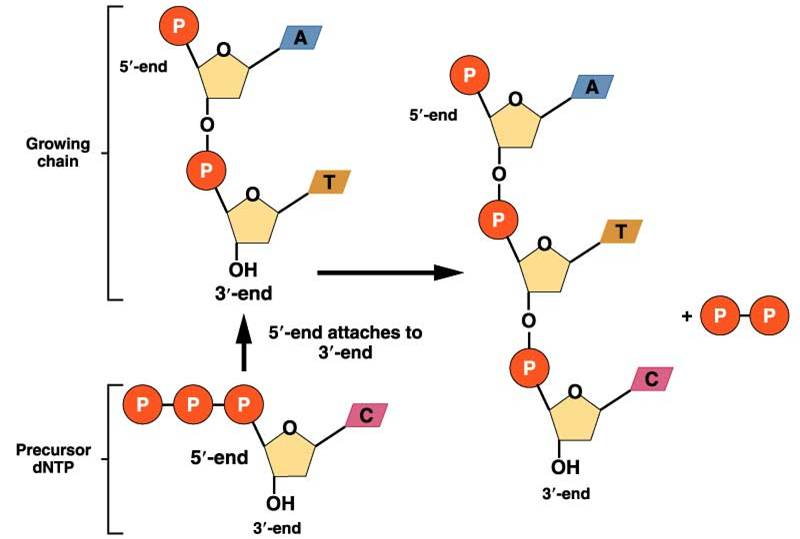 P
O
A
5′-end
O
P
O
T
OH
3′-end
Growing
chain
5′-end attaches to
3′-end
P P P
O
C
5′-end
OH
3′-end
Precursor
dNTP
P
O
A
5′-end
O
P
O
T
O
P
O
C
OH
3′-end
+ P P